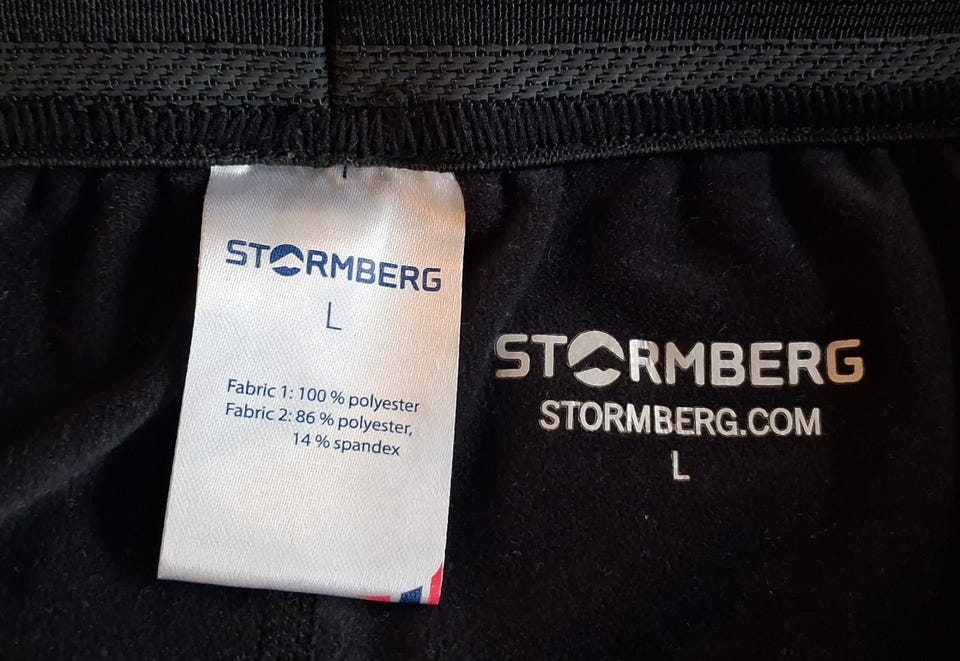 STORMBERG
L
Fabric 1: 100 % polyester
Fabric 2: 86 % polyester,
14 % spandex
STORMBERG
STORMBERG.COM
L